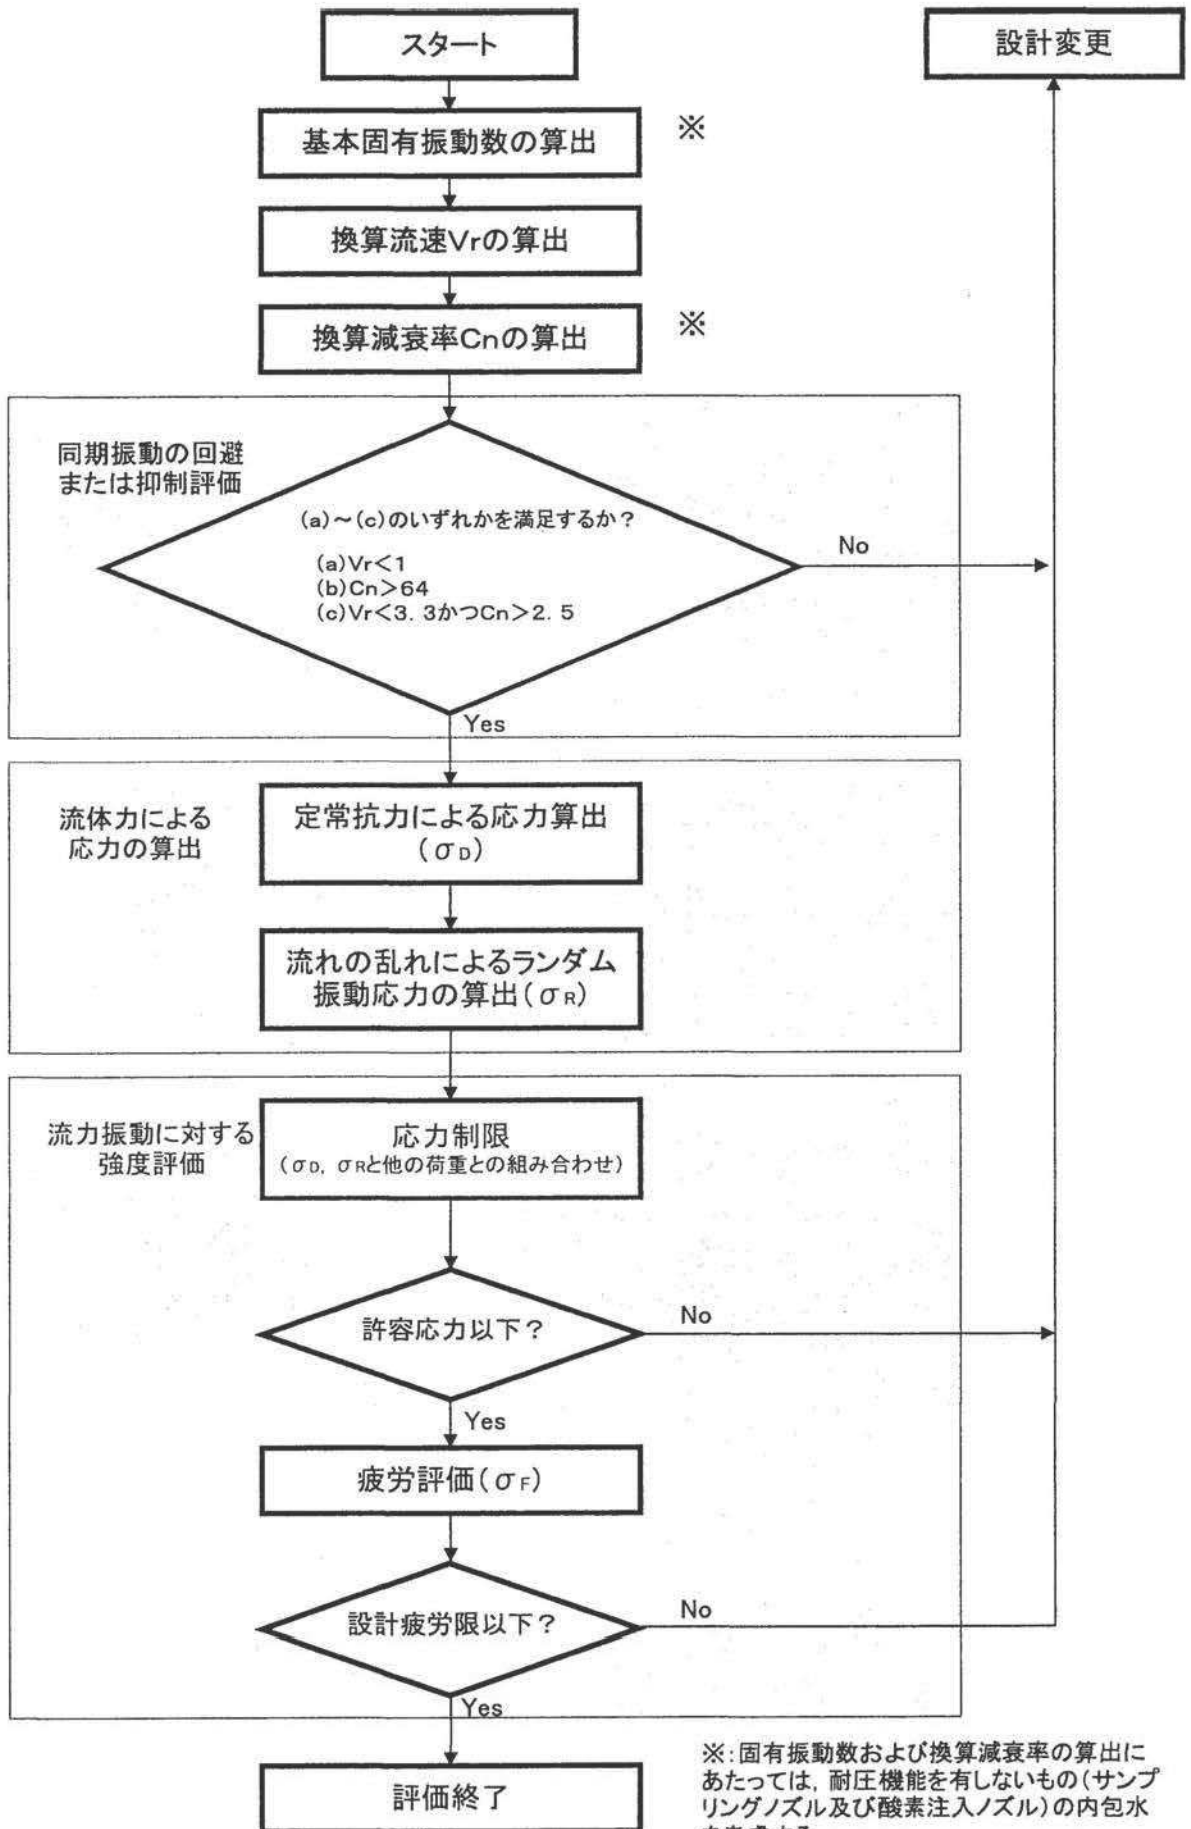 スタート
設計変更
基本固有振動数の算出
※
換算流速Vrの算出
換算減衰率Cnの算出
※
同期振動の回避
または抑制評価
(a)～(c)のいずれかを満足するか？
(a)Vr＜1
(b)Cn＞64
(c)Vr＜3．3かつCn＞2．5
No
Yes
流体力による
応力の算出
定常抗力による応力算出
(σD)
流れの乱れによるランダム
振動応力の算出(σR)
流力振動に対する
強度評価
応力制限
(σD, σRと他の荷重との組み合わせ)
許容応力以下？
No
Yes
疲労評価(σF)
設計疲労限以下？
No
Yes
評価終了
※：固有振動数および換算減衰率の算出に
あたっては, 耐圧機能を有しないもの(サンプ
リングノズル及び酸素注入ノズル)の内包水